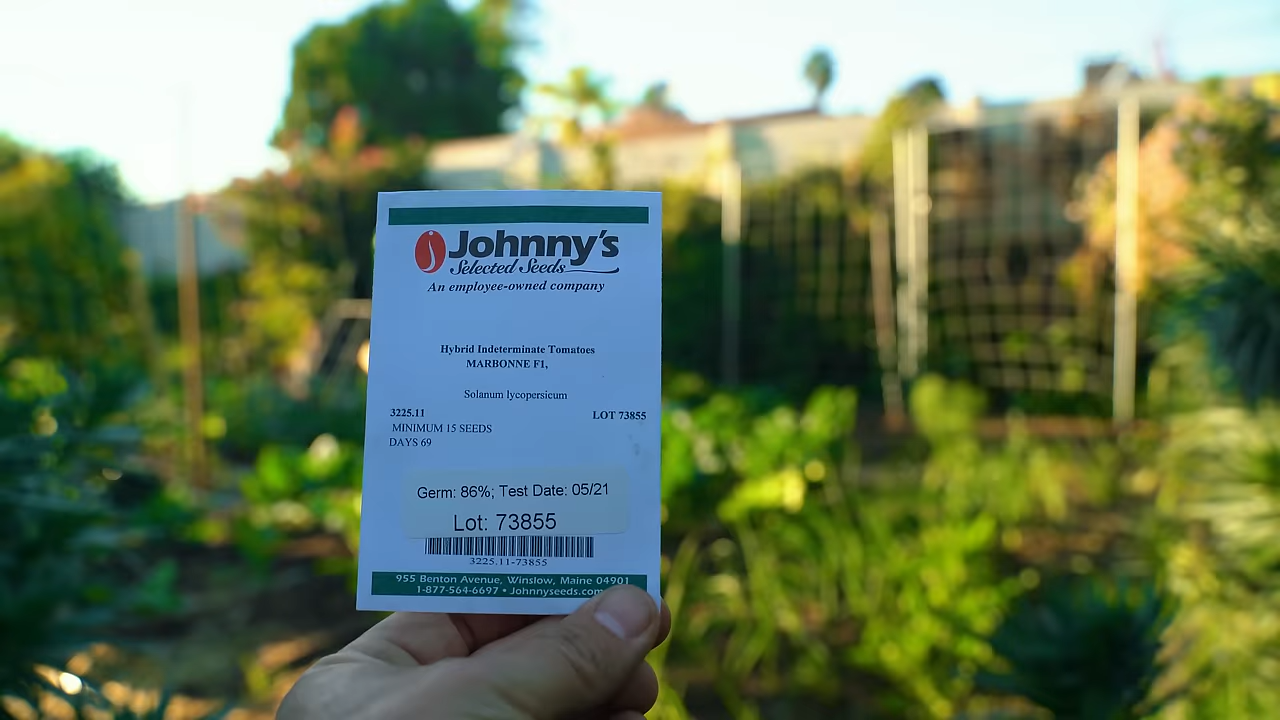 Johnny's
Selected Seeds
An employee-owned company
Hybrid Indeterminate Tomatoes
MARBONNE F1,
Solanum lycopersicum
3225.11 LOT 73855
MINIMUM 15 SEEDS
DAYS 69
Germ: 86%; Test Date: 05/21
Lot: 73855
3225.11-73855
955 Benton Avenue, Winslow, Maine 04901
1-877-564-6697 • Johnnyseeds.com